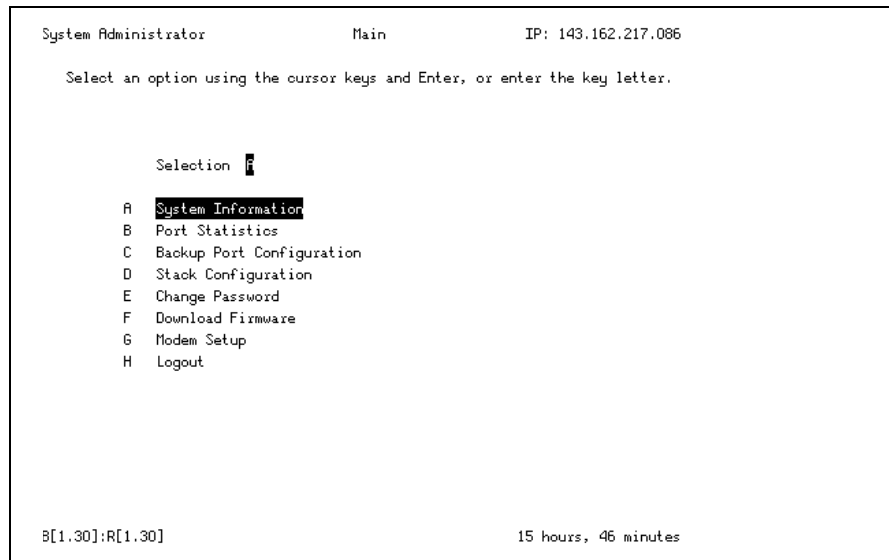 System Administrator Main IP: 143.162.217.086
Select an option using the cursor keys and Enter, or enter the key letter.
Selection A
A System Information
B Port Statistics
C Backup Port Configuration
D Stack Configuration
E Change Password
F Download Firmware
G Modem Setup
H Logout
B[1.30]:R[1.30] 15 hours, 46 minutes